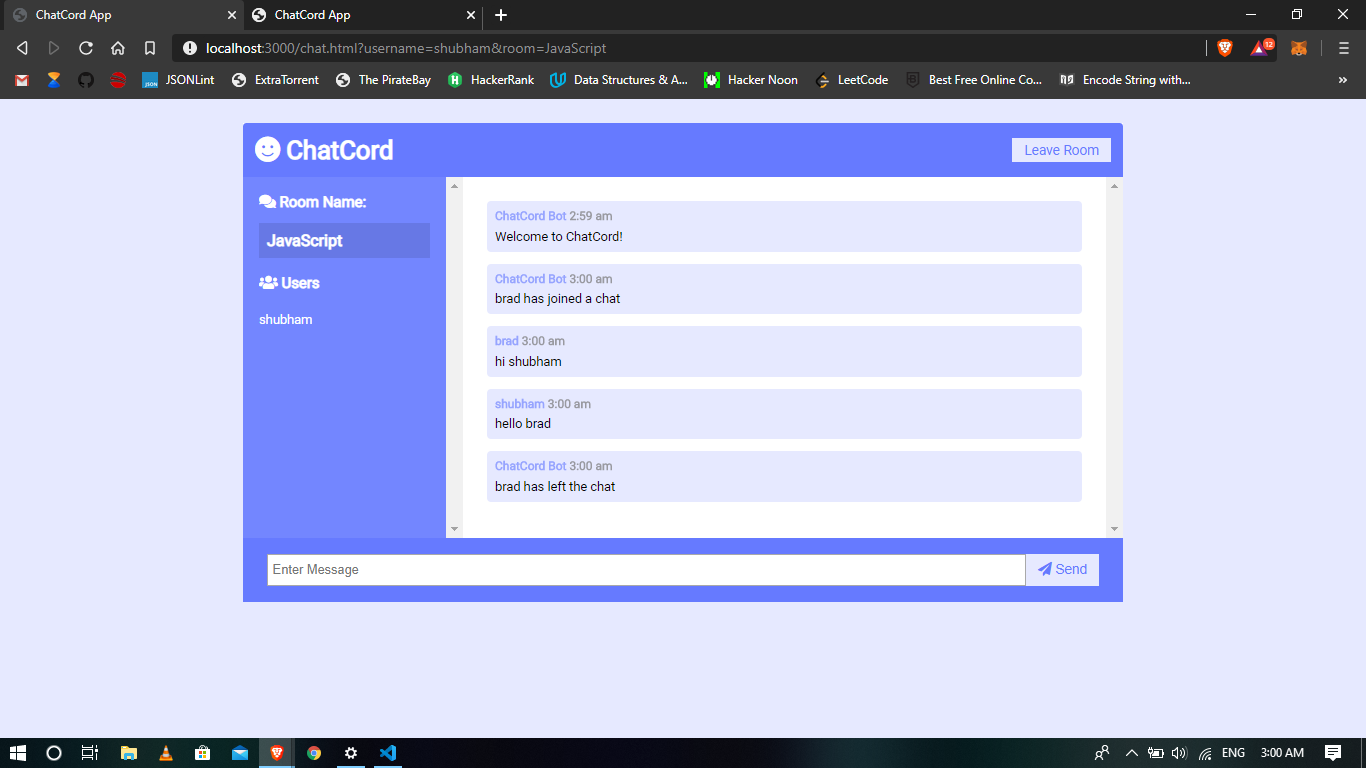 ChatCord App
ChatCord App
localhost:3000/chat.html?username=shubham&room=JavaScript
12
JSONLint
ExtraTorrent
The PirateBay
HackerRank
Data Structures & A...
Hacker Noon
LeetCode
Best Free Online Co...
Encode String with...
ChatCord
Leave Room
Room Name:
JavaScript
Users
shubham
ChatCord Bot 2:59 am
Welcome to ChatCord!
ChatCord Bot 3:00 am
brad has joined a chat
brad 3:00 am
hi shubham
shubham 3:00 am
hello brad
ChatCord Bot 3:00 am
brad has left the chat
Enter Message
Send
ENG
3:00 AM